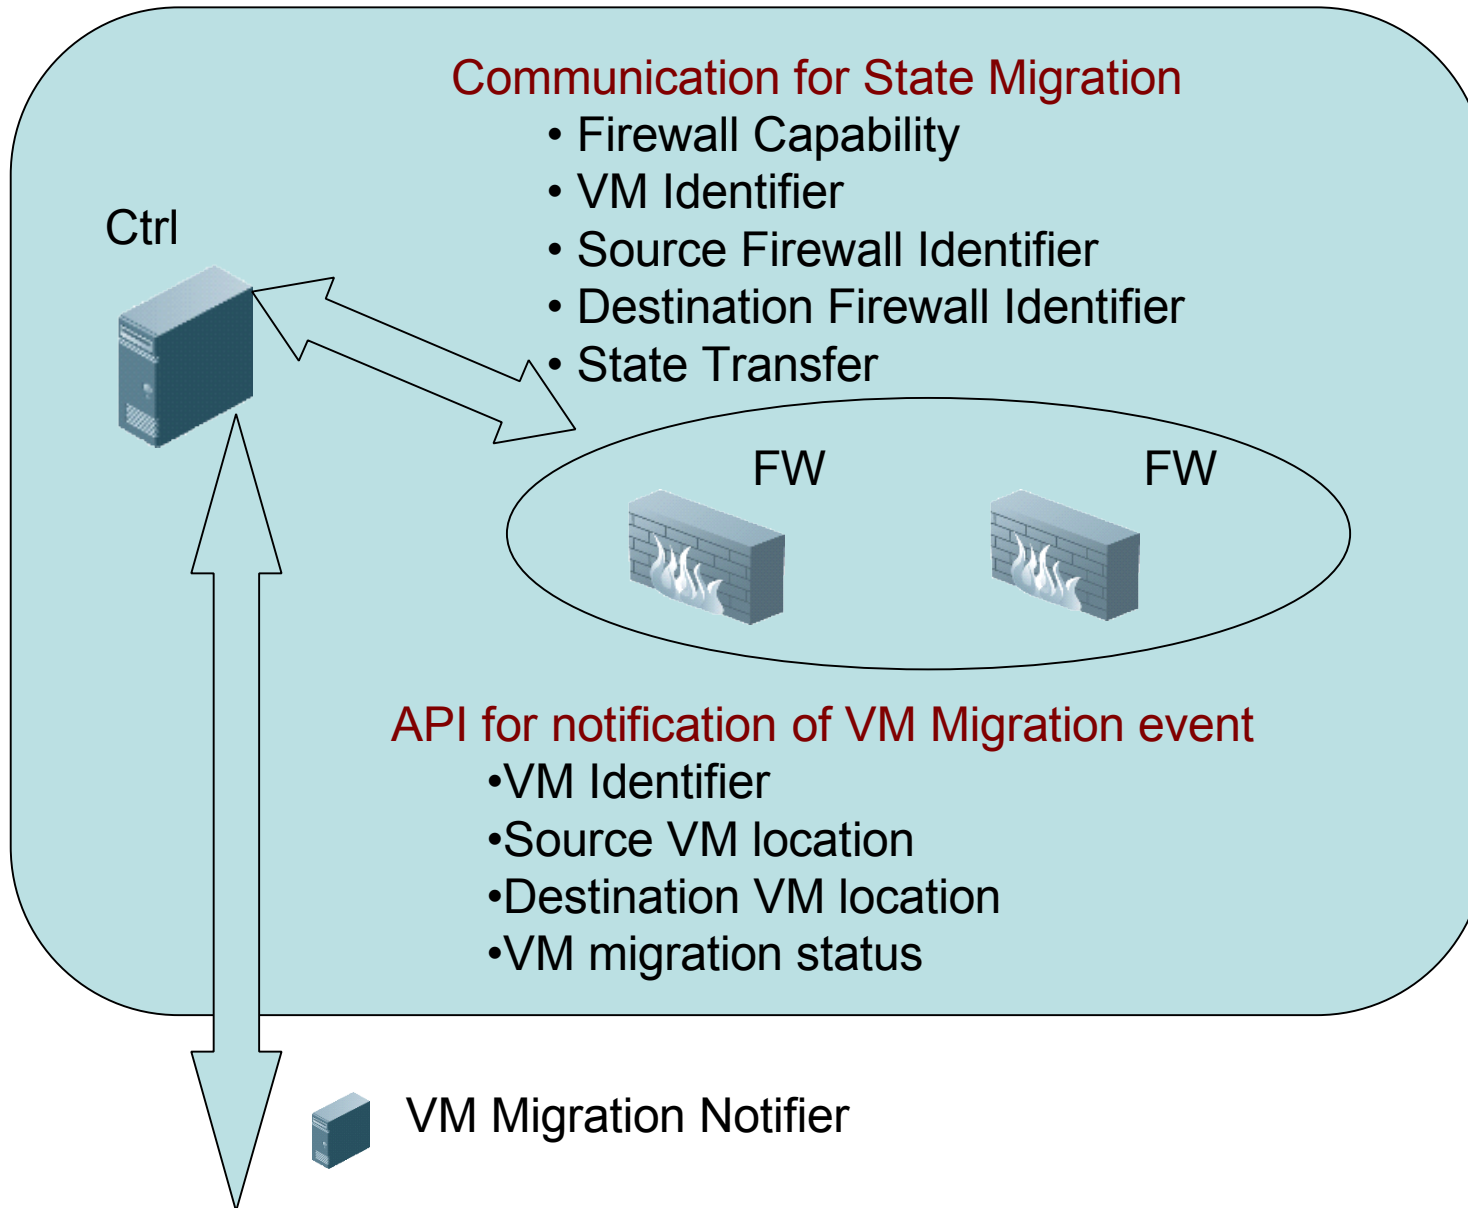 Communication for State Migration
• Firewall Capability
• VM Identifier
Ctrl
• Source Firewall Identifier
• Destination Firewall Identifier
• State Transfer
FW
FW
API for notification of VM Migration event
•VM Identifier
•Source VM location
•Destination VM location
•VM migration status
VM Migration Notifier